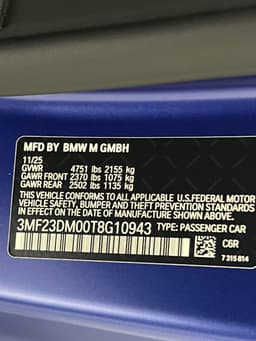 MFD BY BMW M GMBH
11/25
GVWR 4751 lbs 2155 kg
GAWR FRONT 2370 lbs 1075 kg
GAWR REAR 2502 lbs 1135 kg
THIS VEHICLE CONFORMS TO ALL APPLICABLE U.S.FEDERAL MOTOR
VEHICLE SAFETY, BUMPER, AND THEFT PREVENTION STANDARDS
IN EFFECT ON THE DATE OF MANUFACTURE SHOWN ABOVE.
3MF23DM00T8G10943 TYPE: PASSENGER CAR
C6R
7 315 814